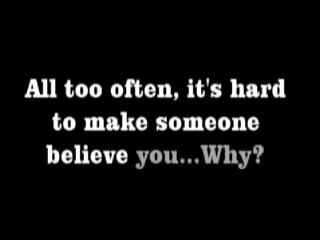 All too often, it's hard
to make someone
believe you...Why?